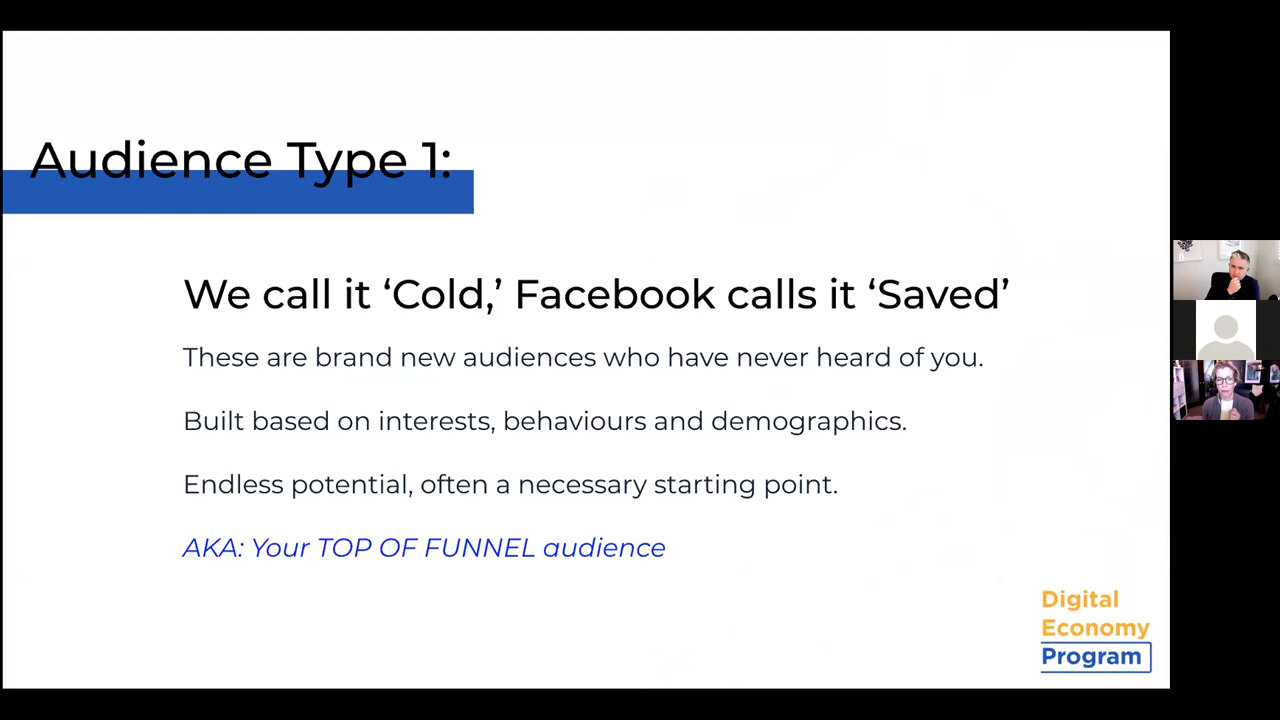 Audience Type 1:
We call it ‘Cold,’ Facebook calls it ‘Saved’
These are brand new audiences who have never heard of you.
Built based on interests, behaviours and demographics.
Endless potential, often a necessary starting point.
AKA: Your TOP OF FUNNEL audience
Digital
Economy
Program